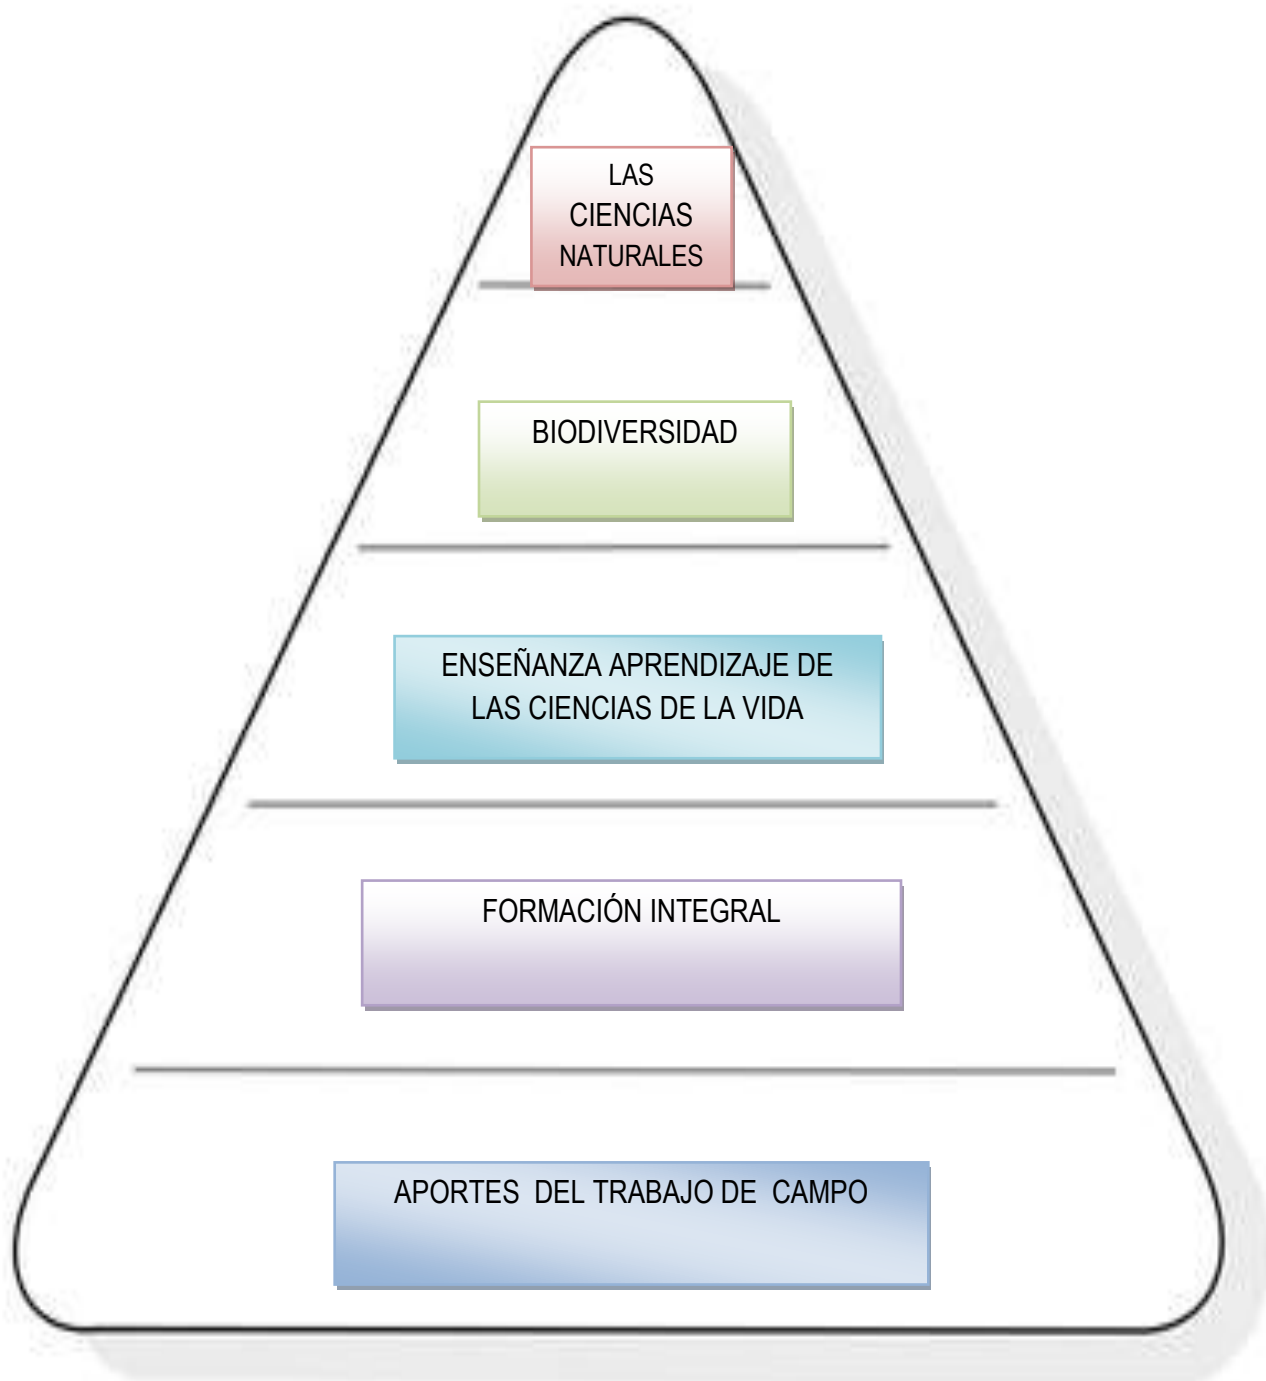 LAS
CIENCIAS
NATURALES
BIODIVERSIDAD
ENSEÑANZA APRENDIZAJE DE
LAS CIENCIAS DE LA VIDA
FORMACIÓN INTEGRAL
APORTES DEL TRABAJO DE CAMPO